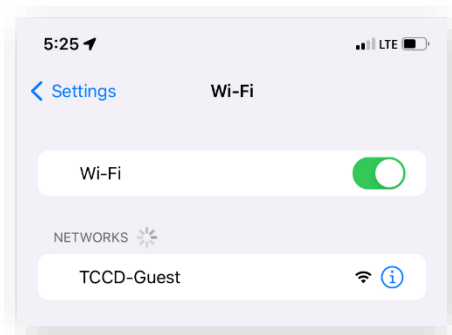 5:25 LTE
Settings Wi-Fi
Wi-Fi
NETWORKS
TCCD-Guest